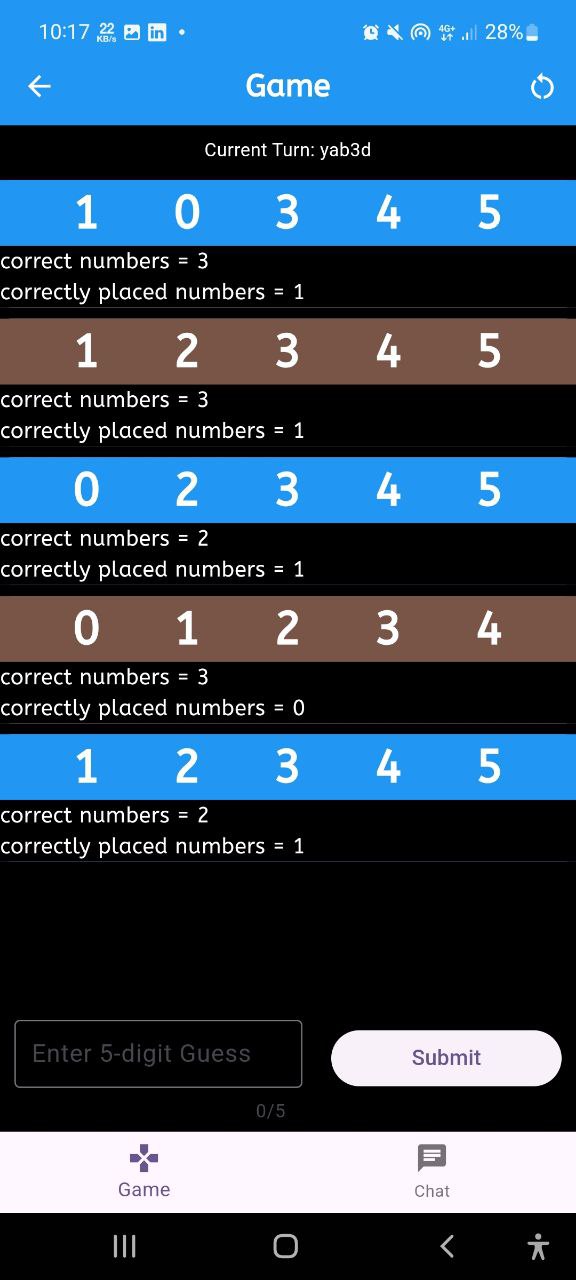 10:17 22 KB/s 4G+ 28%
Game
Current Turn: yab3d
1 0 3 4 5
correct numbers = 3
correctly placed numbers = 1
1 2 3 4 5
correct numbers = 3
correctly placed numbers = 1
0 2 3 4 5
correct numbers = 2
correctly placed numbers = 1
0 1 2 3 4
correct numbers = 3
correctly placed numbers = 0
1 2 3 4 5
correct numbers = 2
correctly placed numbers = 1
Enter 5-digit Guess Submit
0/5
Game Chat